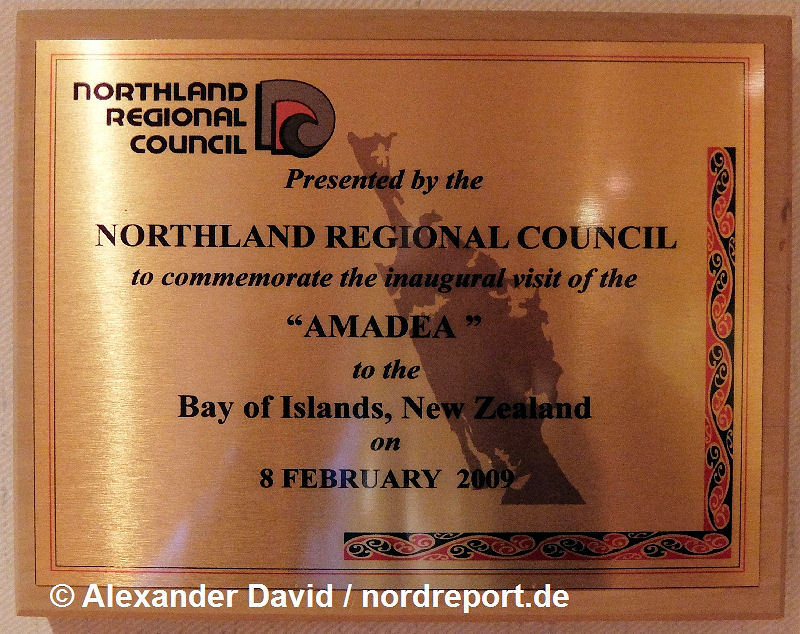 NORTHLAND
REGIONAL
COUNCIL
Presented by the
NORTHLAND REGIONAL COUNCIL
to commemorate the inaugural visit of the
“AMADEA ”
to the
Bay of Islands, New Zealand
on
8 FEBRUARY 2009
© Alexander David / nordreport.de